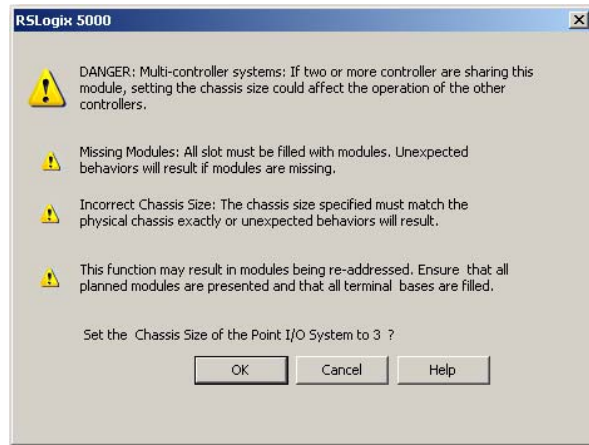 RSLogix 5000
DANGER: Multi-controller systems: If two or more controller are sharing this
module, setting the chassis size could affect the operation of the other
controllers.
Missing Modules: All slot must be filled with modules. Unexpected
behaviors will result if modules are missing.
Incorrect Chassis Size: The chassis size specified must match the
physical chassis exactly or unexpected behaviors will result.
This function may result in modules being re-addressed. Ensure that all
planned modules are presented and that all terminal bases are filled.
Set the Chassis Size of the Point I/O System to 3 ?
OK Cancel Help